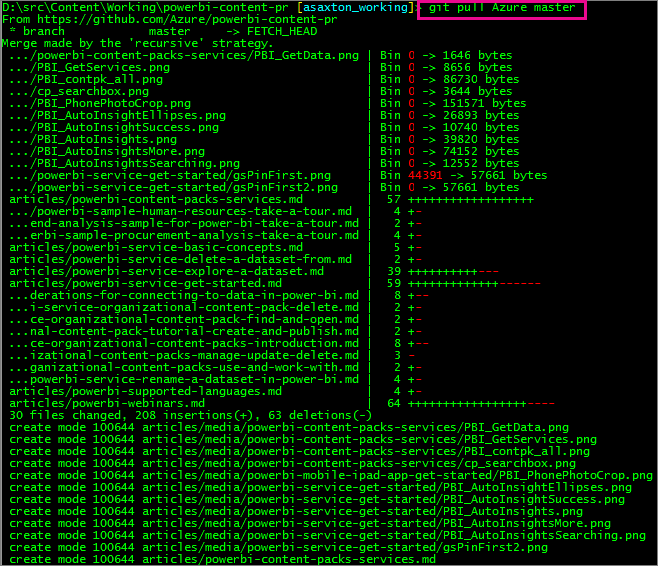 D:\src\Content\Working\powerbi-content-pr [asaxton_working]> git pull Azure master
From https://github.com/Azure/powerbi-content-pr
 * branch            master     -> FETCH_HEAD
Merge made by the 'recursive' strategy.
 .../powerbi-content-packs-services/PBI_GetData.png | Bin 0 -> 1646 bytes
 .../PBI_GetServices.png                            | Bin 0 -> 8656 bytes
 .../PBI_contpk_all.png                             | Bin 0 -> 86730 bytes
 .../cp_searchbox.png                               | Bin 0 -> 3644 bytes
 .../PBI_PhonePhotoCrop.png                         | Bin 0 -> 151571 bytes
 .../PBI_AutoInsightEllipses.png                    | Bin 0 -> 26893 bytes
 .../PBI_AutoInsightSuccess.png                     | Bin 0 -> 10740 bytes
 .../PBI_AutoInsights.png                           | Bin 0 -> 39820 bytes
 .../PBI_AutoInsightsMore.png                       | Bin 0 -> 74152 bytes
 .../PBI_AutoInsightsSearching.png                  | Bin 0 -> 12552 bytes
 .../powerbi-service-get-started/gsPinFirst.png     | Bin 44391 -> 57661 bytes
 .../powerbi-service-get-started/gsPinFirst2.png    | Bin 0 -> 57661 bytes
 articles/powerbi-content-packs-services.md         |  57 ++++++++++++++++++
 .../powerbi-sample-human-resources-take-a-tour.md  |   4 +-
 ...end-analysis-sample-for-power-bi-take-a-tour.md |   2 +-
 ...erbi-sample-procurement-analysis-take-a-tour.md |   4 +-
 articles/powerbi-service-basic-concepts.md         |   5 +-
 articles/powerbi-service-delete-a-dataset-from.md  |   2 +-
 articles/powerbi-service-explore-a-dataset.md      |  39 ++++++++++---
 articles/powerbi-service-get-started.md            |  59 +++++++++++++------
 ...derations-for-connecting-to-data-in-power-bi.md |   8 +--
 ...i-service-organizational-content-pack-delete.md |   2 +-
 ...ce-organizational-content-pack-find-and-open.md |   2 +-
 ...nal-content-pack-tutorial-create-and-publish.md |   2 +-
 ...ce-organizational-content-packs-introduction.md |   8 +--
 ...izational-content-packs-manage-update-delete.md |   3 -
 ...ganizational-content-packs-use-and-work-with.md |   2 +-
 ...powerbi-service-rename-a-dataset-in-power-bi.md |   4 +-
 articles/powerbi-supported-languages.md            |   4 +-
 articles/powerbi-webinars.md                       |  64 ++++++++++++++++----
 30 files changed, 208 insertions(+), 63 deletions(-)
 create mode 100644 articles/media/powerbi-content-packs-services/PBI_GetData.png
 create mode 100644 articles/media/powerbi-content-packs-services/PBI_GetServices.png
 create mode 100644 articles/media/powerbi-content-packs-services/PBI_contpk_all.png
 create mode 100644 articles/media/powerbi-content-packs-services/cp_searchbox.png
 create mode 100644 articles/media/powerbi-mobile-ipad-app-get-started/PBI_PhonePhotoCrop.png
 create mode 100644 articles/media/powerbi-service-get-started/PBI_AutoInsightEllipses.png
 create mode 100644 articles/media/powerbi-service-get-started/PBI_AutoInsightSuccess.png
 create mode 100644 articles/media/powerbi-service-get-started/PBI_AutoInsights.png
 create mode 100644 articles/media/powerbi-service-get-started/PBI_AutoInsightsMore.png
 create mode 100644 articles/media/powerbi-service-get-started/PBI_AutoInsightsSearching.png
 create mode 100644 articles/media/powerbi-service-get-started/gsPinFirst2.png
 create mode 100644 articles/powerbi-content-packs-services.md